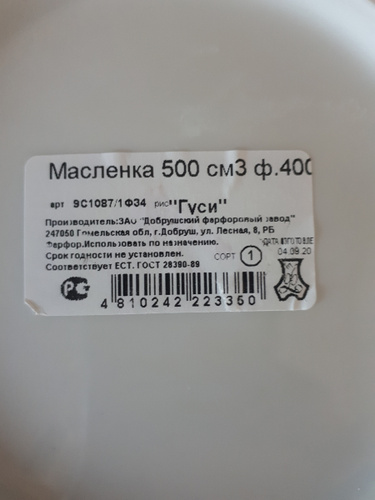 Масленка 500 см3 ф.400
арт 9С1087/1Ф34 рис "Гуси"
Производитель:ЗАО "Добрушский фарфоровый завод"
247050 Гомельская обл, г.Добруш, ул. Лесная, 8, РБ
Фарфор.Использовать по назначению.
Срок годности не установлен. СОРТ 1
04.09.20
Соответствует ЕСТ. ГОСТ 28390-89
4 810242 223350